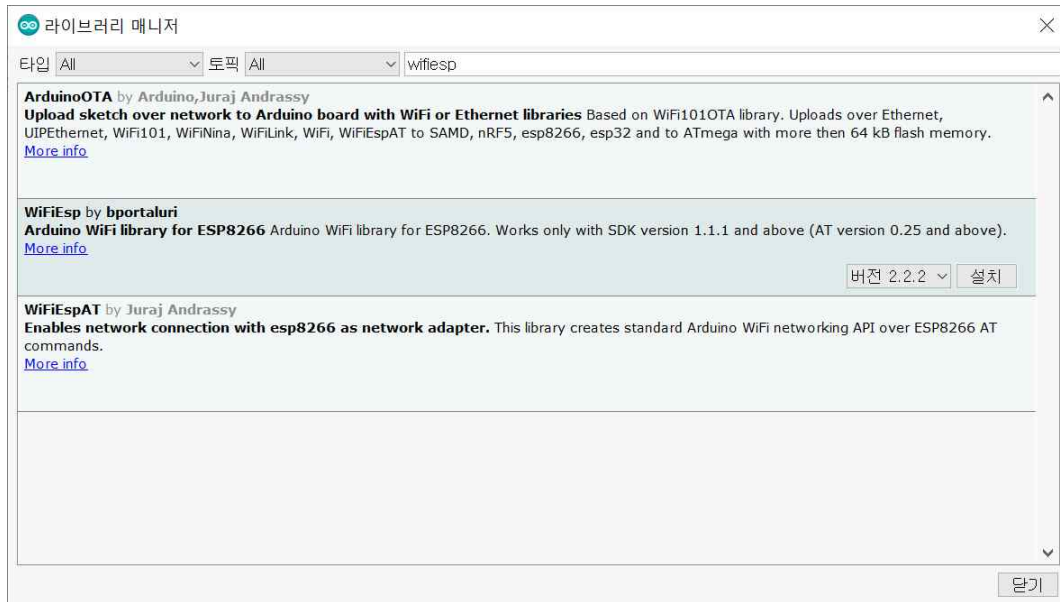 라이브러리 매니저
타입 All 토픽 All wifiesp
ArduinoOTA by Arduino,Juraj Andrassy
Upload sketch over network to Arduino board with WiFi or Ethernet libraries Based on WiFi101OTA library. Uploads over Ethernet,
UIPEthernet, WiFi101, WiFiNina, WiFiLink, WiFi, WiFiEspAT to SAMD, nRF5, esp8266, esp32 and to ATmega with more then 64 kB flash memory.
More info
WiFiEsp by bportaluri
Arduino WiFi library for ESP8266 Arduino WiFi library for ESP8266. Works only with SDK version 1.1.1 and above (AT version 0.25 and above).
More info
버전 2.2.2 설치
WiFiEspAT by Juraj Andrassy
Enables network connection with esp8266 as network adapter. This library creates standard Arduino WiFi networking API over ESP8266 AT
commands.
More info
닫기